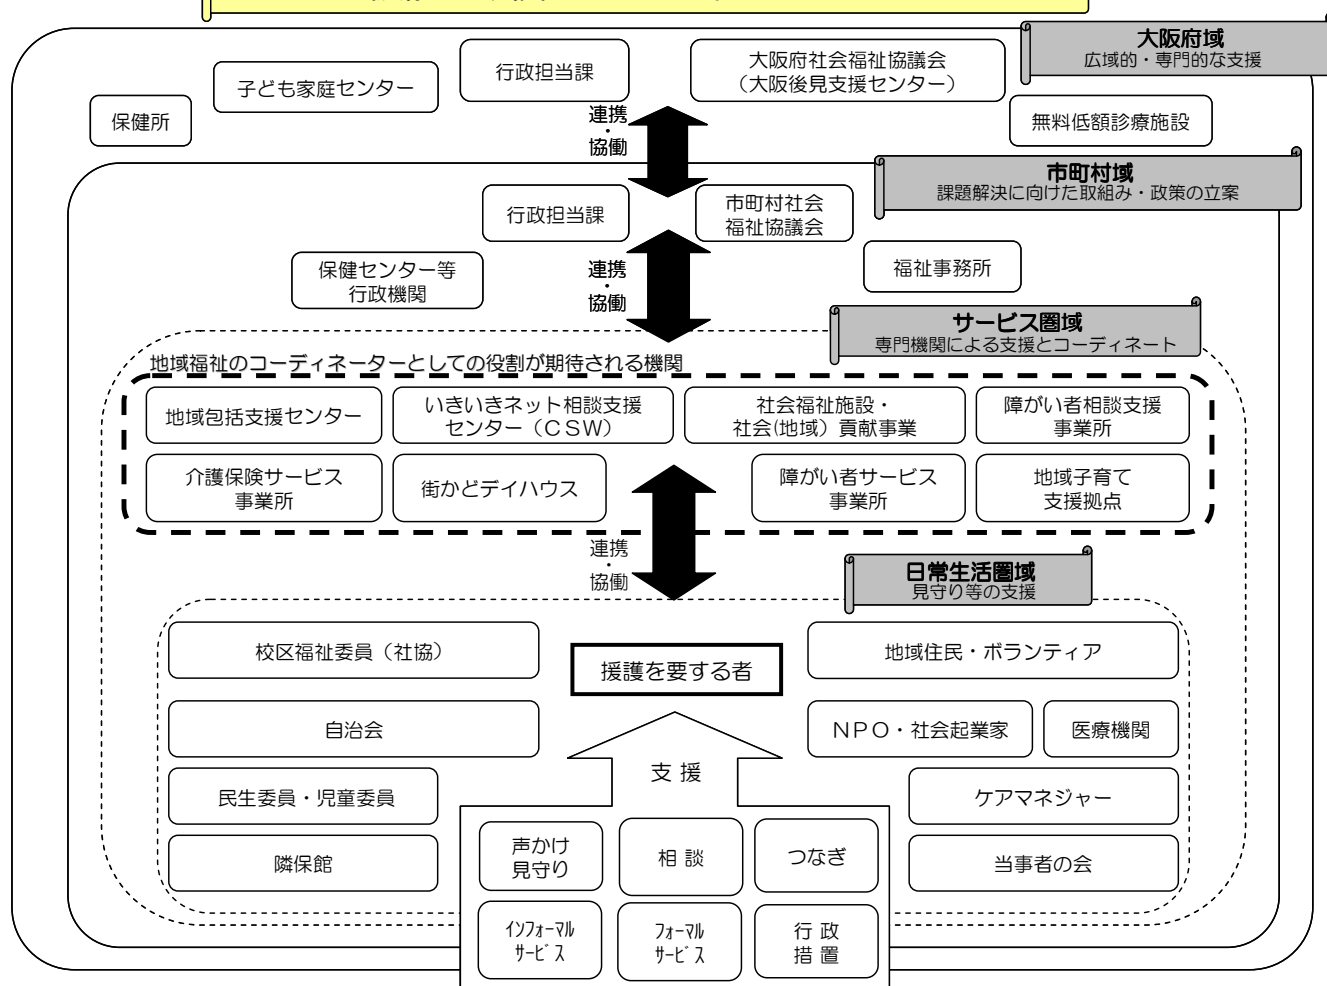 大阪府域
広域的・専門的な支援
行政担当課
大阪府社会福祉協議会
（大阪後見支援センター）
子ども家庭センター
保健所
無料低額診療施設
連携
・
協働
市町村域
課題解決に向けた取組み・政策の立案
行政担当課
市町村社会
福祉協議会
保健センター等
行政機関
福祉事務所
連携
・
協働
サービス圏域
専門機関による支援とコーディネート
地域福祉のコーディネーターとしての役割が期待される機関
地域包括支援センター
いきいきネット相談支援
センター（ＣＳＷ）
社会福祉施設・
社会(地域）貢献事業
障がい者相談支援
事業所
介護保険サービス
事業所
街かどデイハウス
障がい者サービス
事業所
地域子育て
支援拠点
連携
・
協働
日常生活圏域
見守り等の支援
校区福祉委員（社協）
援護を要する者
地域住民・ボランティア
自治会
ＮＰＯ・社会起業家
医療機関
支 援
民生委員・児童委員
ケアマネジャー
隣保館
声かけ
見守り
相 談
つなぎ
当事者の会
ｲﾝﾌｫｰﾏﾙ
ｻｰﾋﾞｽ
ﾌｫｰﾏﾙ
ｻｰﾋﾞｽ
行 政
措 置